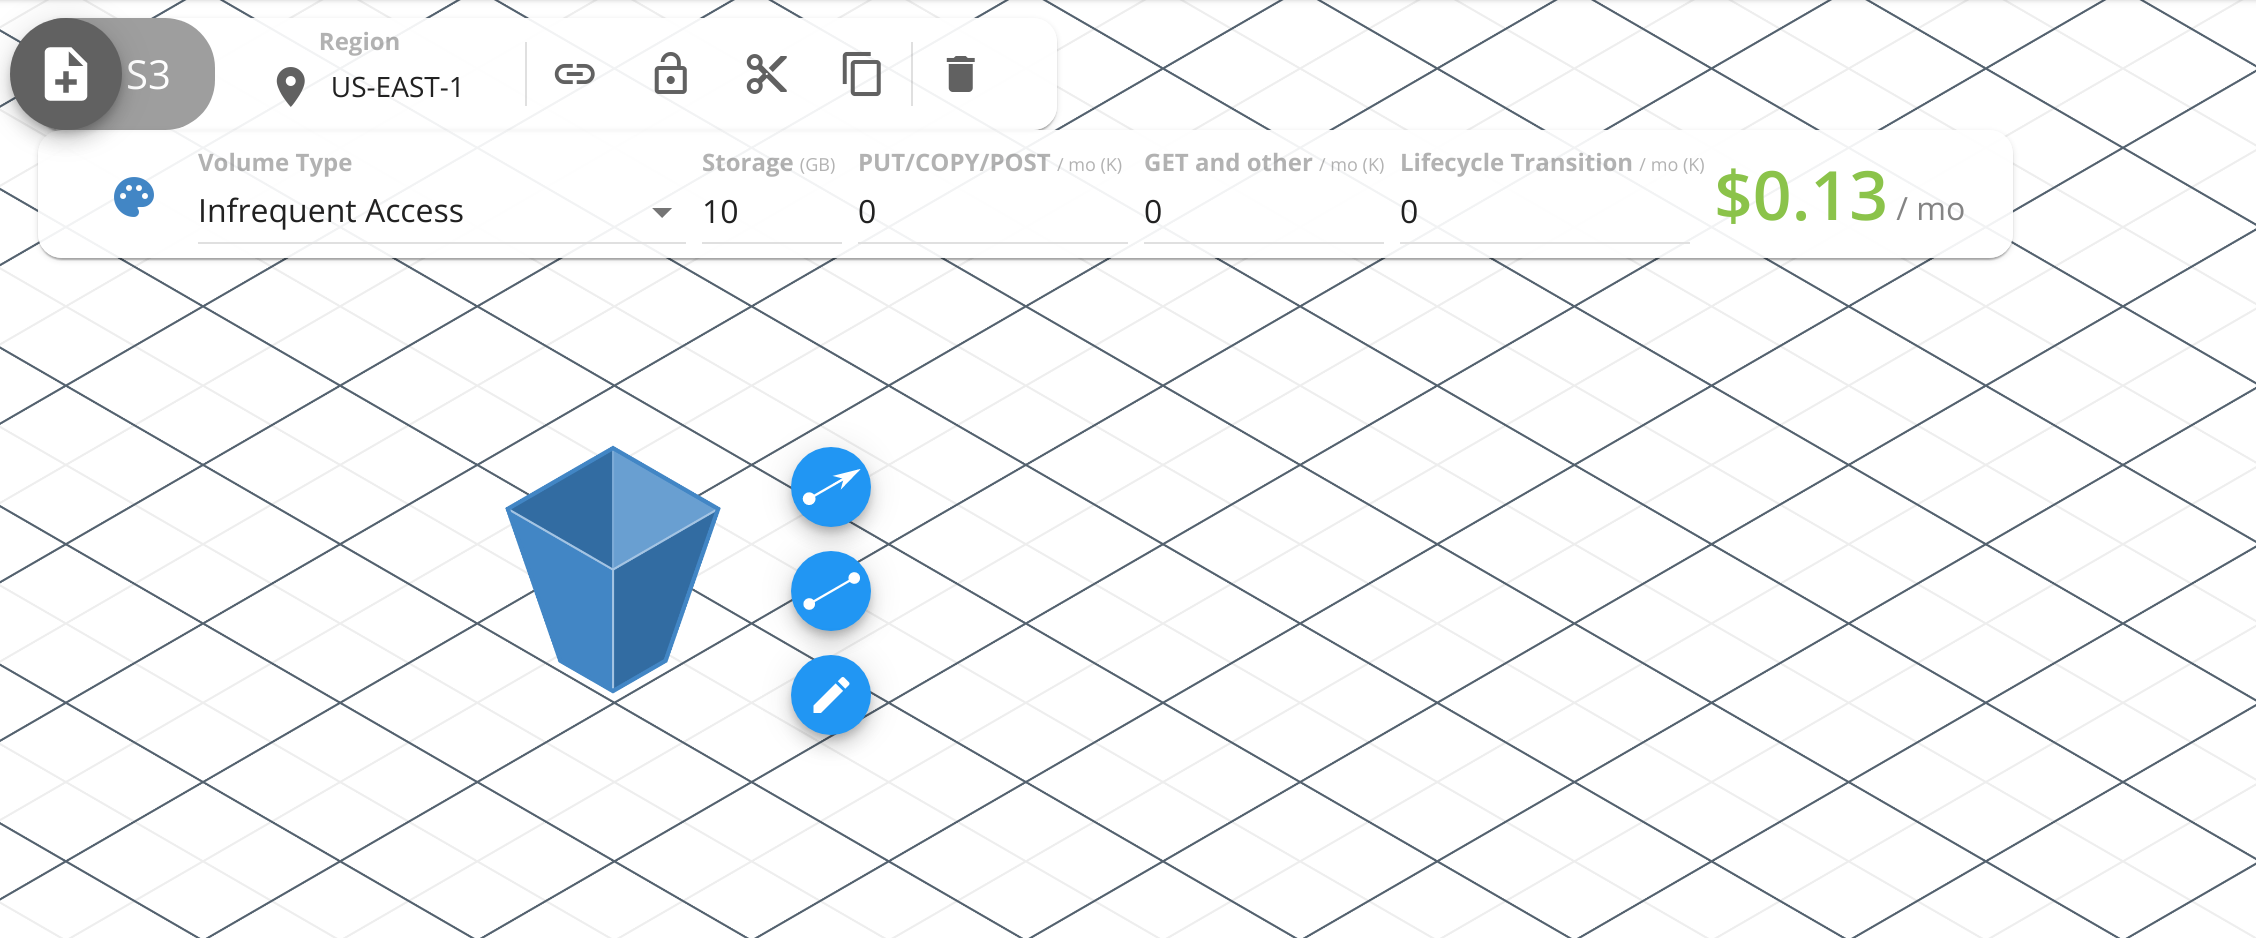 S3
Region
US-EAST-1
Volume Type
Storage (GB)
PUT/COPY/POST / mo (K)
GET and other / mo (K)
Lifecycle Transition / mo (K)
Infrequent Access
10
0
0
0
$0.13 / mo